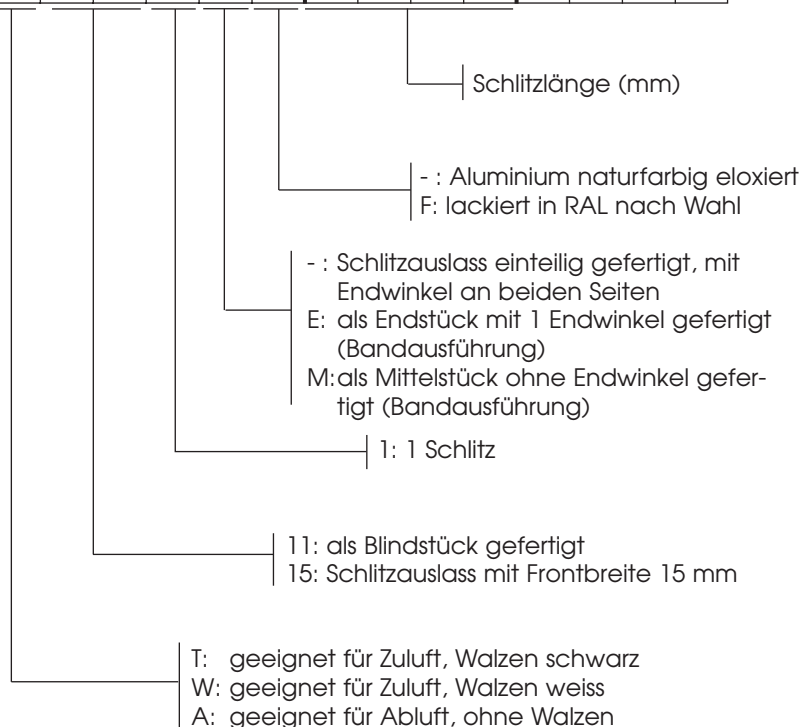 Schlitzlänge (mm)
- : Aluminium naturfarbig eloxiert
F: lackiert in RAL nach Wahl
- : Schlitzauslass einteilig gefertigt, mit
Endwinkel an beiden Seiten
E: als Endstück mit 1 Endwinkel gefertigt
(Bandausführung)
M:als Mittelstück ohne Endwinkel gefer-
tigt (Bandausführung)
1: 1 Schlitz
11: als Blindstück gefertigt
15: Schlitzauslass mit Frontbreite 15 mm
T: geeignet für Zuluft, Walzen schwarz
W: geeignet für Zuluft, Walzen weiss
A: geeignet für Abluft, ohne Walzen